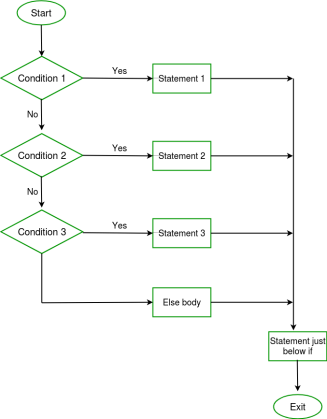 Start
Condition 1
Yes
Statement 1
No
Condition 2
Yes
Statement 2
No
Condition 3
Yes
Statement 3
Else body
Statement just
below if
Exit